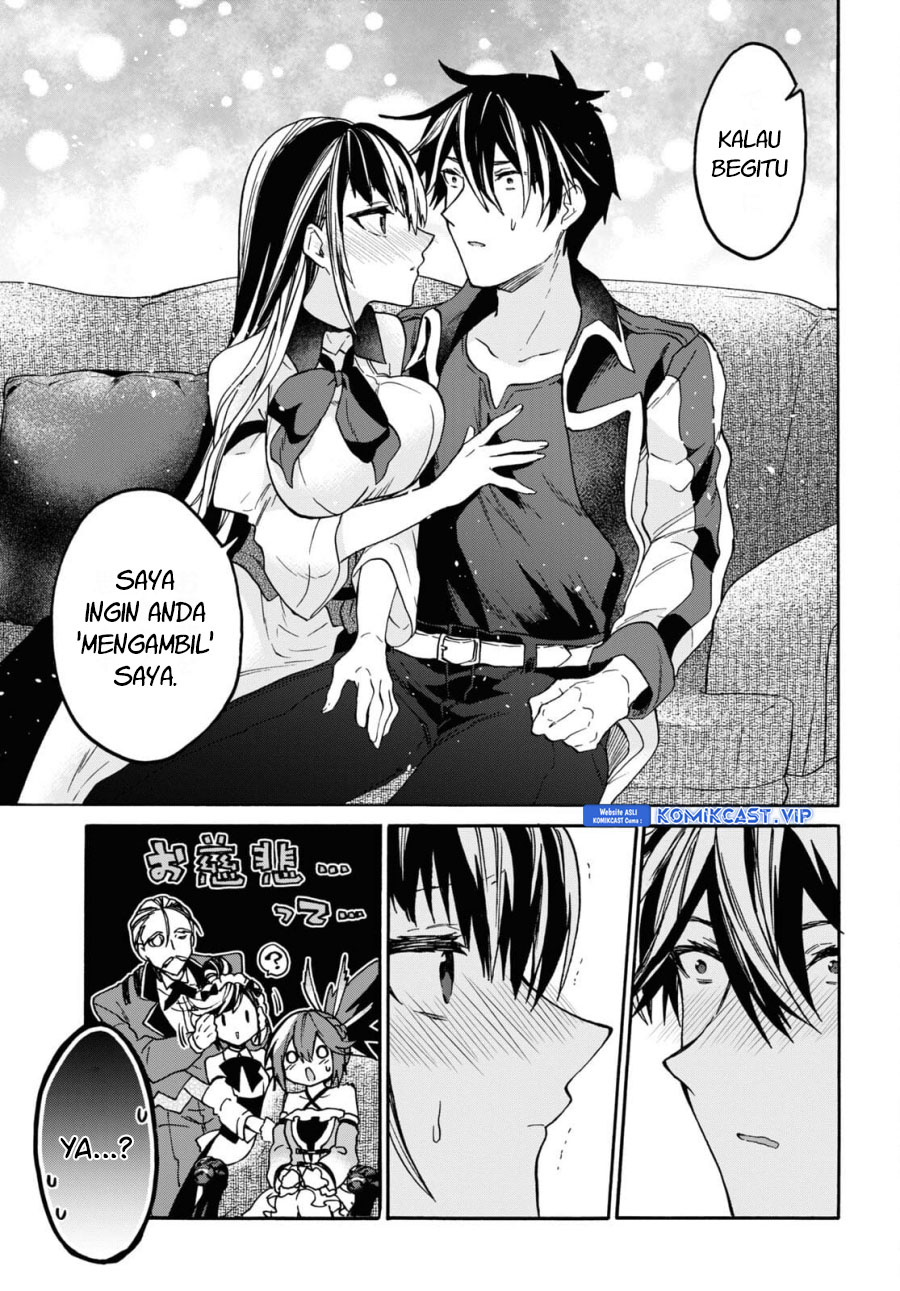 KALAU
BEGITU
SAYA
INGIN ANDA
'MENGAMBIL'
SAYA.
Website ASLI
KOMIKCAST Cuma :
KOMIKCAST.VIP
お慈悲…
って…
?
YA...?